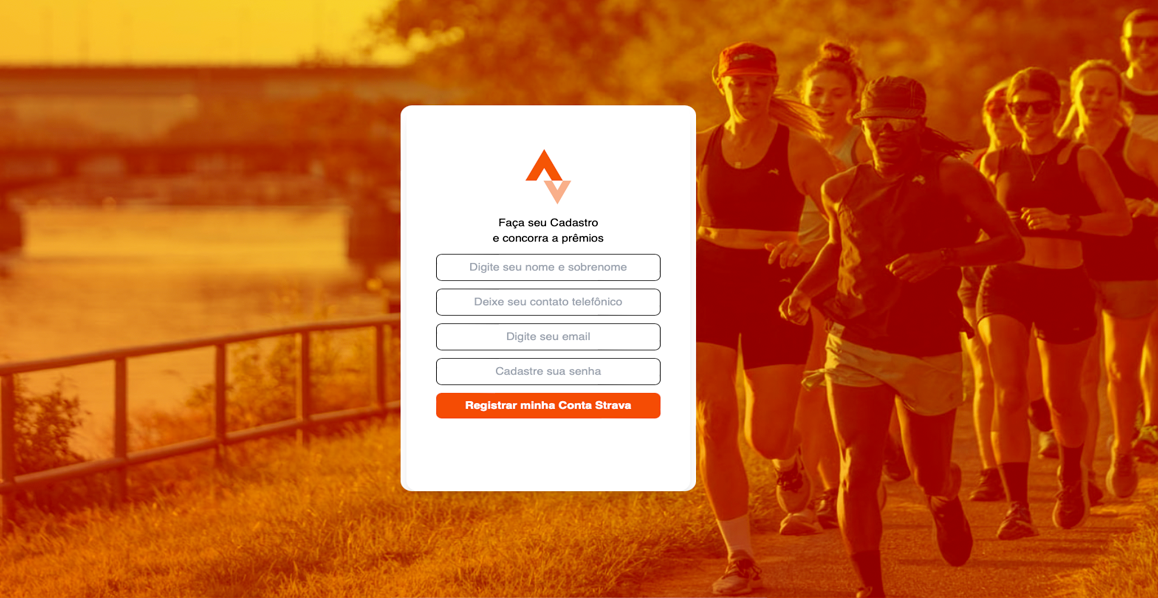 Faça seu Cadastro
e concorra a prêmios
Digite seu nome e sobrenome
Deixe seu contato telefônico
Digite seu email
Cadastre sua senha
Registrar minha Conta Strava